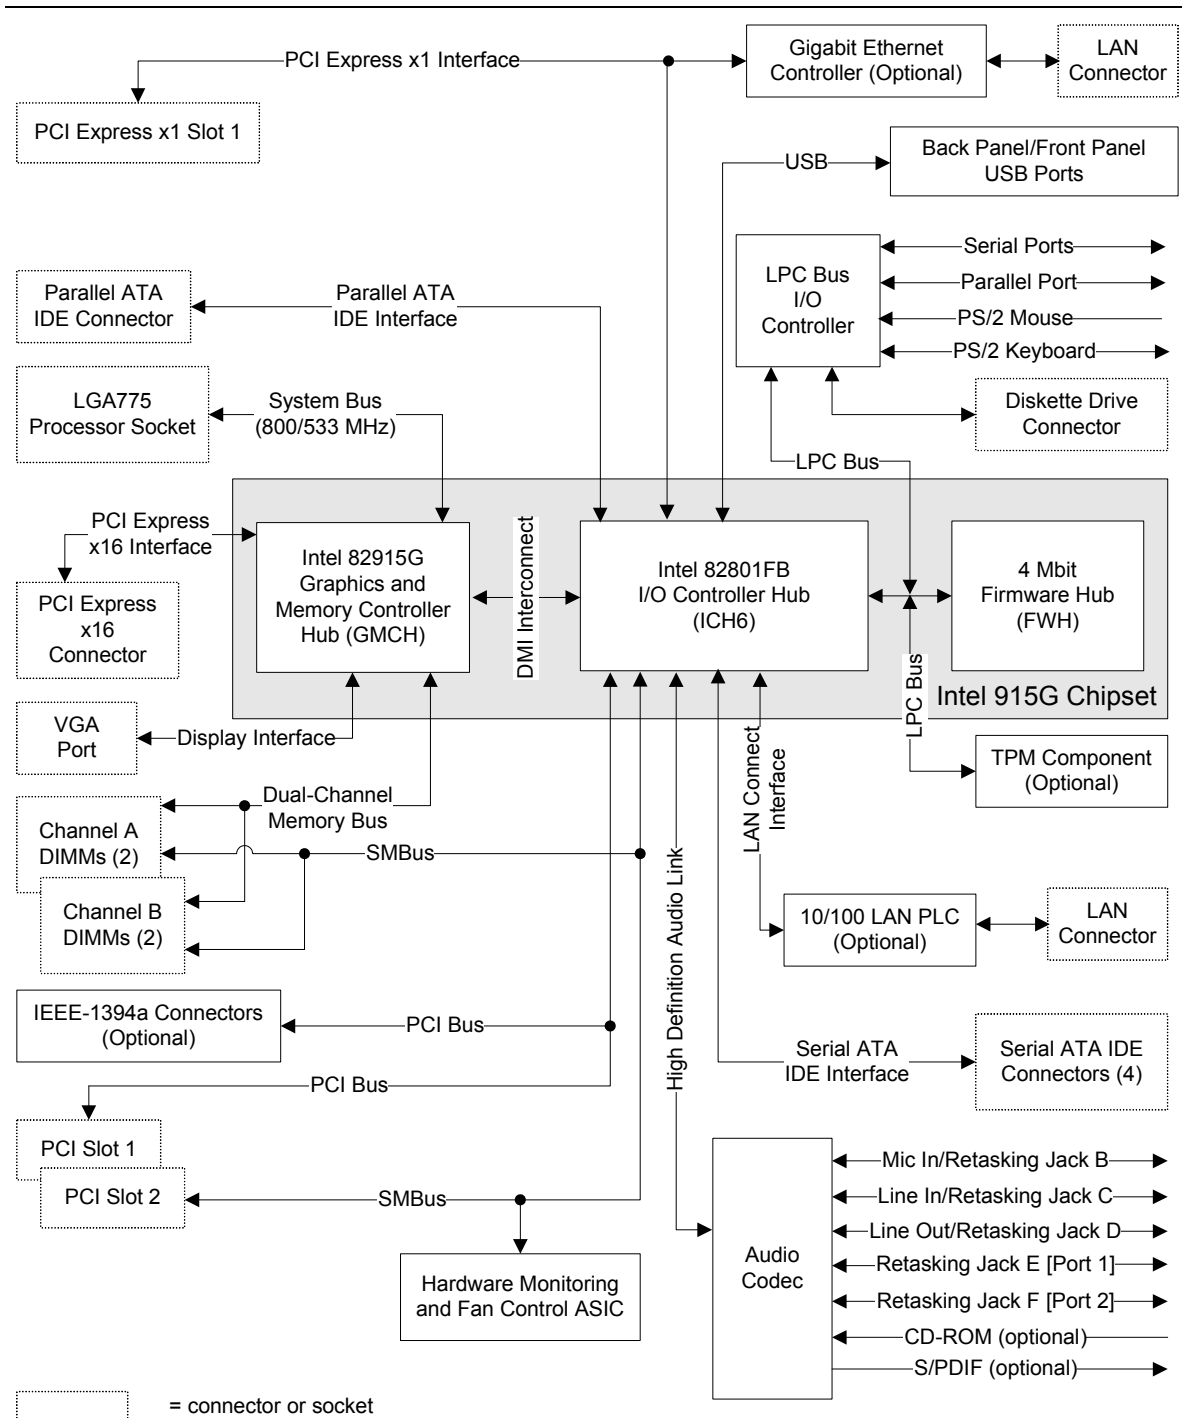 PCI Express x1 Interface
Gigabit Ethernet
Controller (Optional)
LAN
Connector
PCI Express x1 Slot 1
USB
Back Panel/Front Panel
USB Ports
LPC Bus
I/O
Controller
Serial Ports
Parallel Port
PS/2 Mouse
PS/2 Keyboard
Parallel ATA
IDE Connector
Parallel ATA
IDE Interface
LGA775
Processor Socket
System Bus
(800/533 MHz)
Diskette Drive
Connector
LPC Bus
PCI Express
x16 Interface
PCI Express
x16
Connector
Intel 82915G
Graphics and
Memory Controller
Hub (GMCH)
DMI Interconnect
Intel 82801FB
I/O Controller Hub
(ICH6)
4 Mbit
Firmware Hub
(FWH)
LPC Bus
Intel 915G Chipset
VGA
Port
Display Interface
TPM Component
(Optional)
LAN Connect
Interface
Dual-Channel
Memory Bus
Channel A
DIMMs (2)
SMBus
Channel B
DIMMs (2)
High Definition Audio Link
10/100 LAN PLC
(Optional)
LAN
Connector
IEEE-1394a Connectors
(Optional)
PCI Bus
Serial ATA
IDE Interface
Serial ATA IDE
Connectors (4)
PCI Bus
PCI Slot 1
PCI Slot 2
SMBus
Hardware Monitoring
and Fan Control ASIC
Audio
Codec
Mic In/Retasking Jack B
Line In/Retasking Jack C
Line Out/Retasking Jack D
Retasking Jack E [Port 1]
Retasking Jack F [Port 2]
CD-ROM (optional)
S/PDIF (optional)
= connector or socket